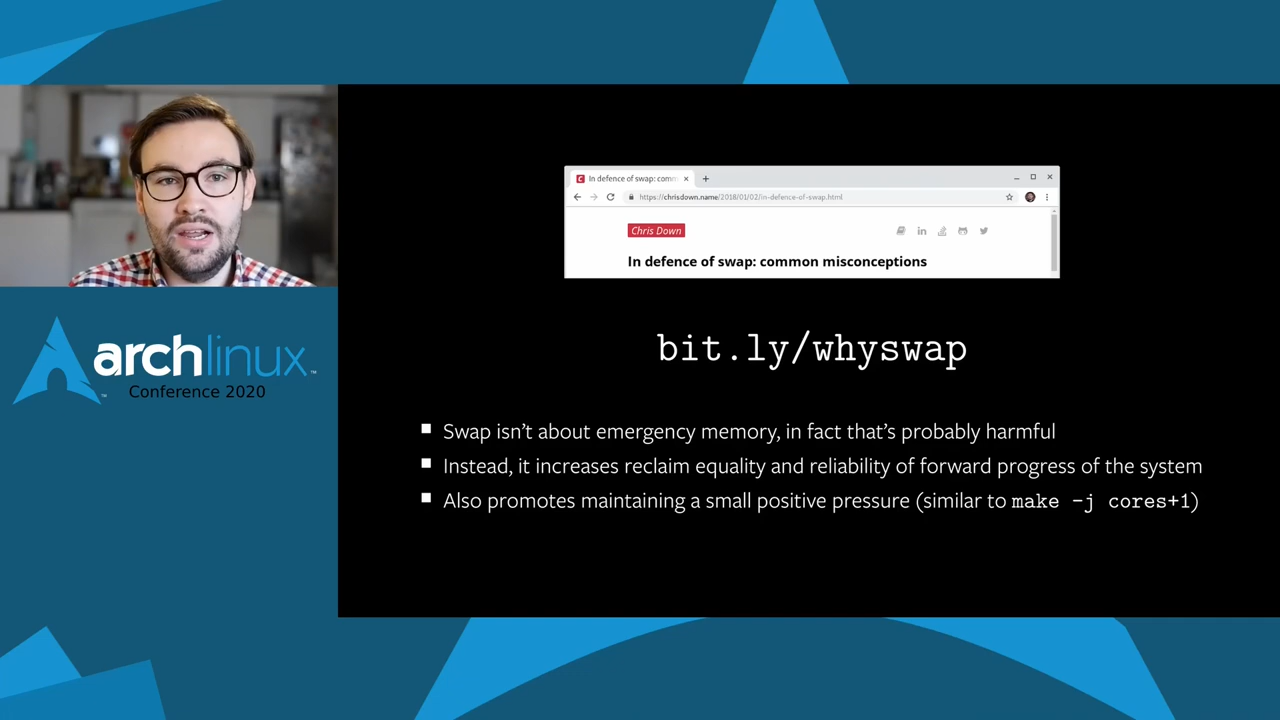 In defence of swap: comm
https://chrisdown.name/2018/01/02/in-defence-of-swap.html
Chris Down
In defence of swap: common misconceptions
bit.ly/whyswap
archlinux™
Conference 2020
▪ Swap isn’t about emergency memory, in fact that’s probably harmful
▪ Instead, it increases reclaim equality and reliability of forward progress of the system
▪ Also promotes maintaining a small positive pressure (similar to make -j cores+1)